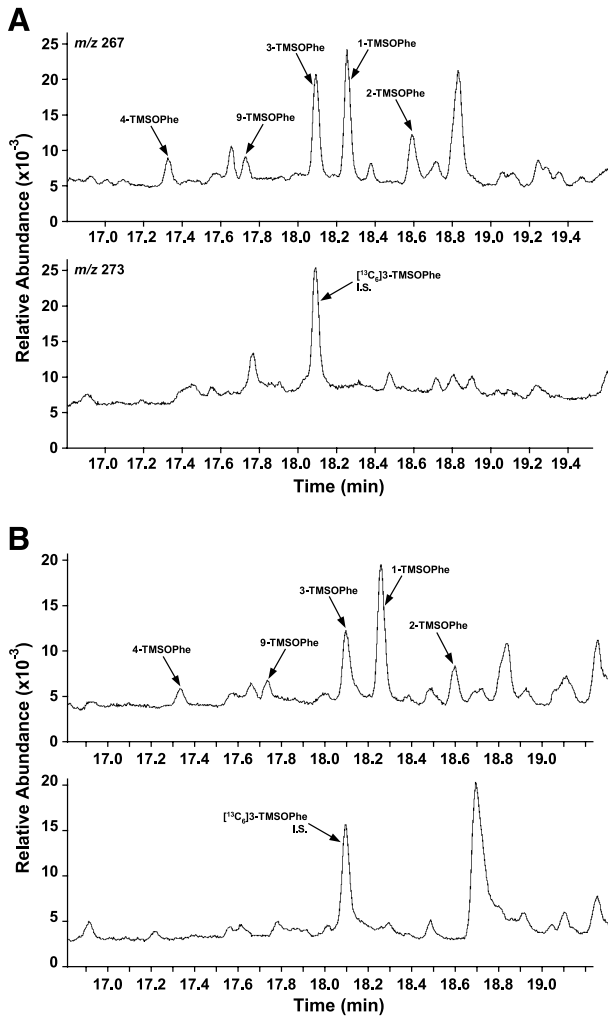 A
m/z 267
3-TMSOPhe
1-TMSOPhe
2-TMSOPhe
4-TMSOPhe
9-TMSOPhe
Relative Abundance (x10⁻³)
25
20
15
10
5
0
17.0 17.2 17.4 17.6 17.8 18.0 18.2 18.4 18.6 18.8 19.0 19.2 19.4
m/z 273
[¹³C₆]3-TMSOPhe
I.S.
25
20
15
10
5
0
17.0 17.2 17.4 17.6 17.8 18.0 18.2 18.4 18.6 18.8 19.0 19.2 19.4
Time (min)
B
1-TMSOPhe
3-TMSOPhe
2-TMSOPhe
9-TMSOPhe
4-TMSOPhe
Relative Abundance (x10⁻³)
20
15
10
5
0
17.0 17.2 17.4 17.6 17.8 18.0 18.2 18.4 18.6 18.8 19.0
[¹³C₆]3-TMSOPhe
I.S.
20
15
10
5
0
17.0 17.2 17.4 17.6 17.8 18.0 18.2 18.4 18.6 18.8 19.0
Time (min)